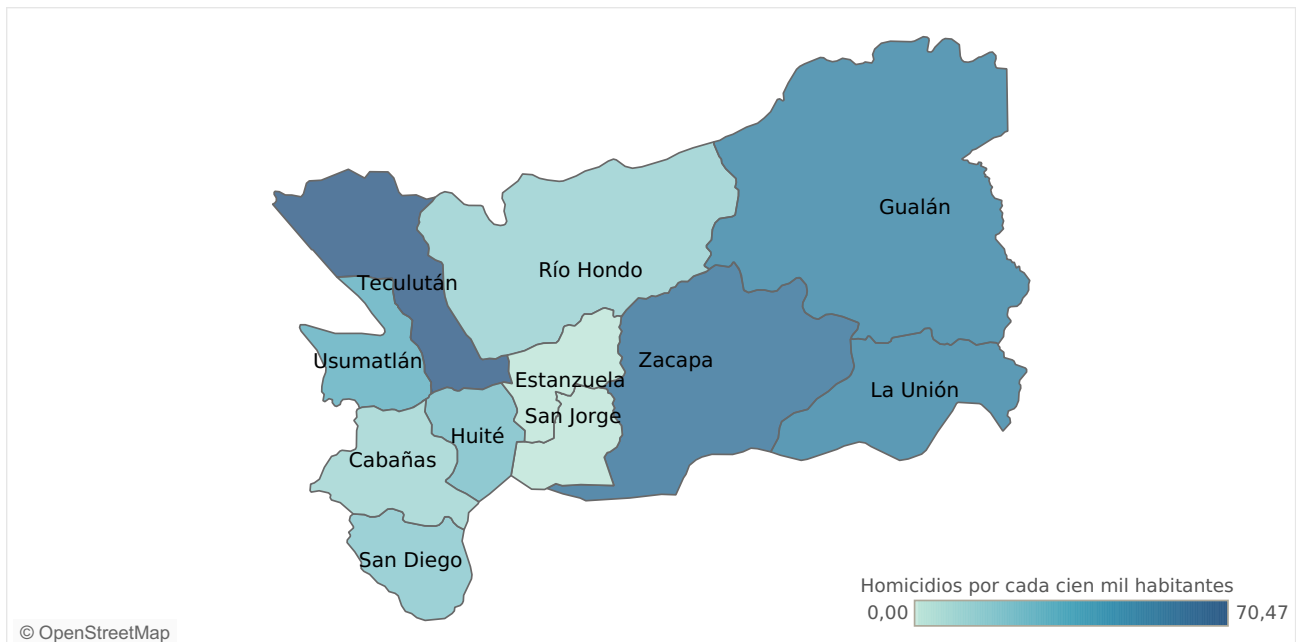 Gualán
Río Hondo
Teculután
Usumatlán
Zacapa
Estanzuela
La Unión
San Jorge
Huité
Cabañas
San Diego
Homicidios por cada cien mil habitantes
0,00 70,47
© OpenStreetMap